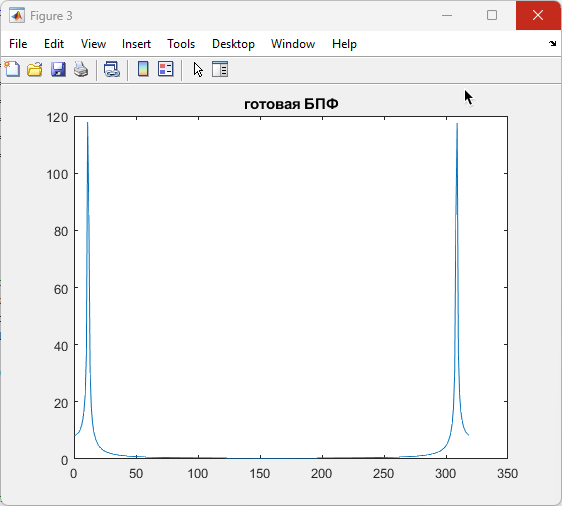 Figure 3
File Edit View Insert Tools Desktop Window Help
готовая БПФ
120
100
80
60
40
20
0
0 50 100 150 200 250 300 350